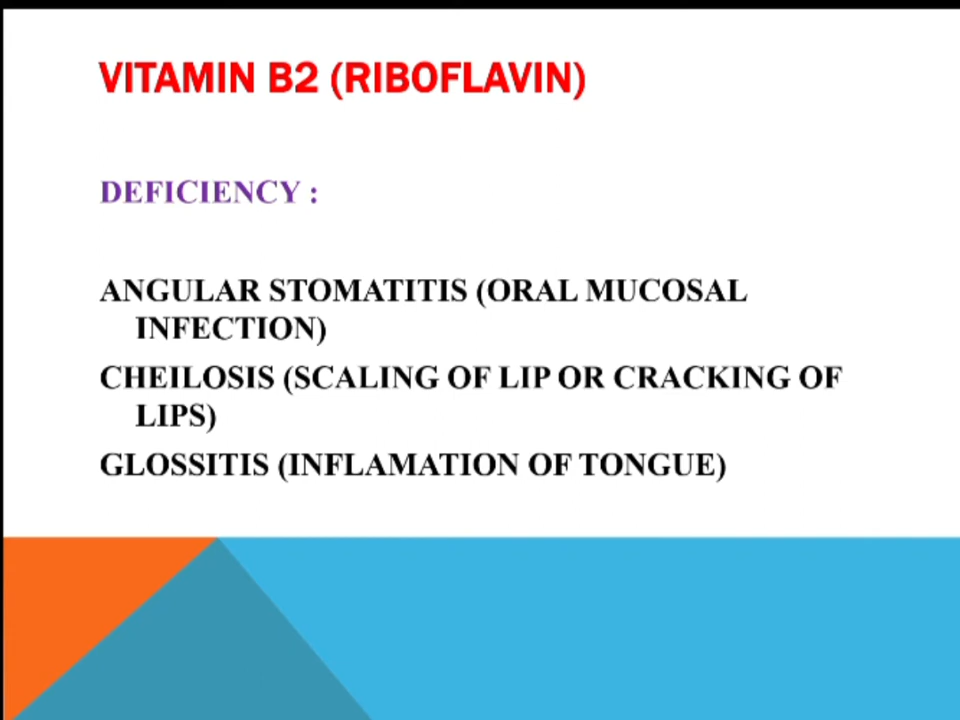 VITAMIN B2 (RIBOFLAVIN)
DEFICIENCY :
ANGULAR STOMATITIS (ORAL MUCOSAL
INFECTION)
CHEILOSIS (SCALING OF LIP OR CRACKING OF
LIPS)
GLOSSITIS (INFLAMATION OF TONGUE)